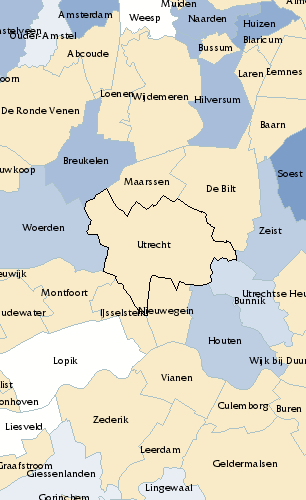 Muiden
Amsterdam
Weesp
Naarden
Huizen
Amstelveen
Ouder-Amstel
Blaricum
Bussum
Abcoude
Laren
Eemnes
oorn
Loenen
Wijdemeren
Hilversum
De Ronde Venen
Baarn
Breukelen
uwkoop
Soest
Maarssen
De Bilt
Woerden
Zeist
Utrecht
euwijk
Montfoort
Bunnik
Utrechtse Heu
udewater
IJsselstein
Nieuwegein
Houten
Lopik
Wijk bij Duur
Vianen
list
onhoven
Culemborg
Buren
Liesveld
Zederik
Leerdam
Graafstroom
Geldermalsen
Giessenlanden
Lingewaal
Gorinchem